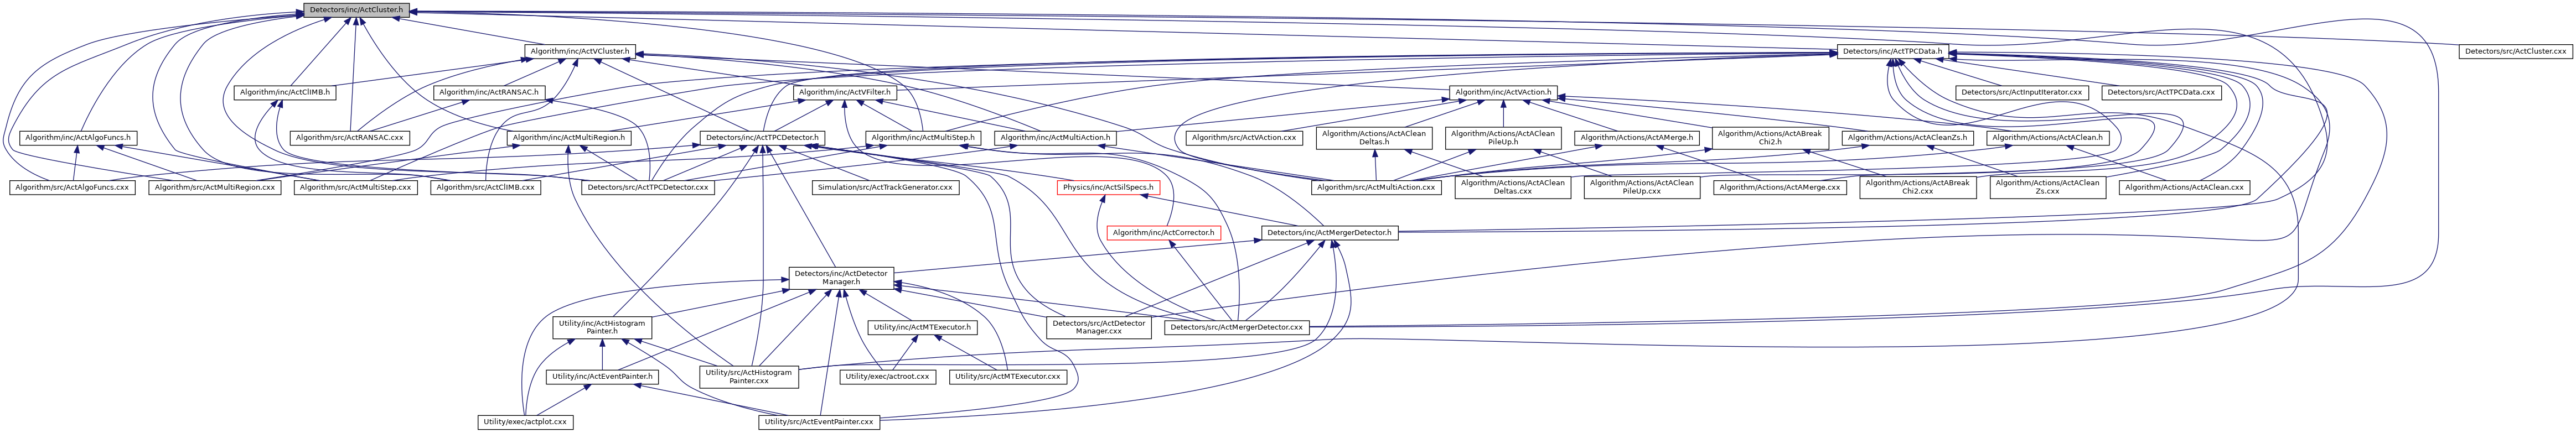 Detectors/inc/ActCluster.h
Algorithm/inc/ActVCluster.h
Detectors/inc/ActTPCData.h
Detectors/src/ActCluster.cxx
Algorithm/inc/ActClIMB.h
Algorithm/inc/ActRANSAC.h
Algorithm/inc/ActVFilter.h
Algorithm/inc/ActVAction.h
Detectors/src/ActInputIterator.cxx
Detectors/src/ActTPCData.cxx
Algorithm/inc/ActAlgoFuncs.h
Algorithm/src/ActRANSAC.cxx
Algorithm/inc/ActMultiRegion.h
Detectors/inc/ActTPCDetector.h
Algorithm/inc/ActMultiStep.h
Algorithm/inc/ActMultiAction.h
Algorithm/src/ActVAction.cxx
Algorithm/Actions/ActAClean
Deltas.h
Algorithm/Actions/ActAClean
PileUp.h
Algorithm/Actions/ActAMerge.h
Algorithm/Actions/ActABreak
Chi2.h
Algorithm/Actions/ActACleanZs.h
Algorithm/Actions/ActAClean.h
Algorithm/src/ActAlgoFuncs.cxx
Algorithm/src/ActMultiRegion.cxx
Algorithm/src/ActMultiStep.cxx
Algorithm/src/ActClIMB.cxx
Detectors/src/ActTPCDetector.cxx
Simulation/src/ActTrackGenerator.cxx
Physics/inc/ActSilSpecs.h
Algorithm/src/ActMultiAction.cxx
Algorithm/Actions/ActAClean
Deltas.cxx
Algorithm/Actions/ActAClean
PileUp.cxx
Algorithm/Actions/ActAMerge.cxx
Algorithm/Actions/ActABreak
Chi2.cxx
Algorithm/Actions/ActAClean
Zs.cxx
Algorithm/Actions/ActAClean.cxx
Algorithm/inc/ActCorrector.h
Detectors/inc/ActMergerDetector.h
Detectors/inc/ActDetector
Manager.h
Utility/inc/ActHistogram
Painter.h
Utility/inc/ActMTExecutor.h
Detectors/src/ActDetector
Manager.cxx
Detectors/src/ActMergerDetector.cxx
Utility/inc/ActEventPainter.h
Utility/src/ActHistogram
Painter.cxx
Utility/exec/actroot.cxx
Utility/src/ActMTExecutor.cxx
Utility/exec/actplot.cxx
Utility/src/ActEventPainter.cxx